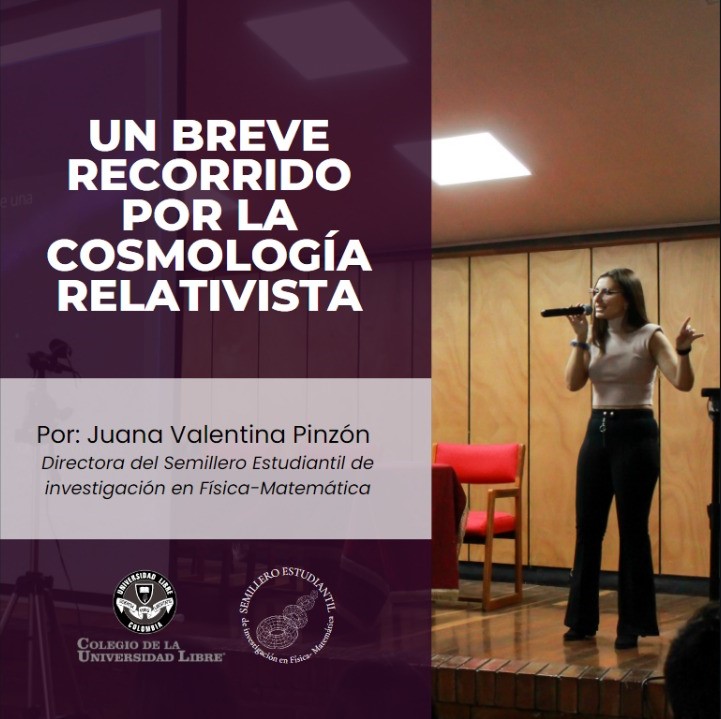 UN BREVE
RECORRIDO
POR LA
COSMOLOGÍA
RELATIVISTA
e una
Por: Juana Valentina Pinzón
Directora del Semillero Estudiantil de
investigación en Física-Matemática
UNIVERSIDAD LIBRE
COLOMBIA
COLEGIO DE LA
UNIVERSIDAD LIBRE
SEMILLERO ESTUDIANTIL
de Investigación en Física-Matemática